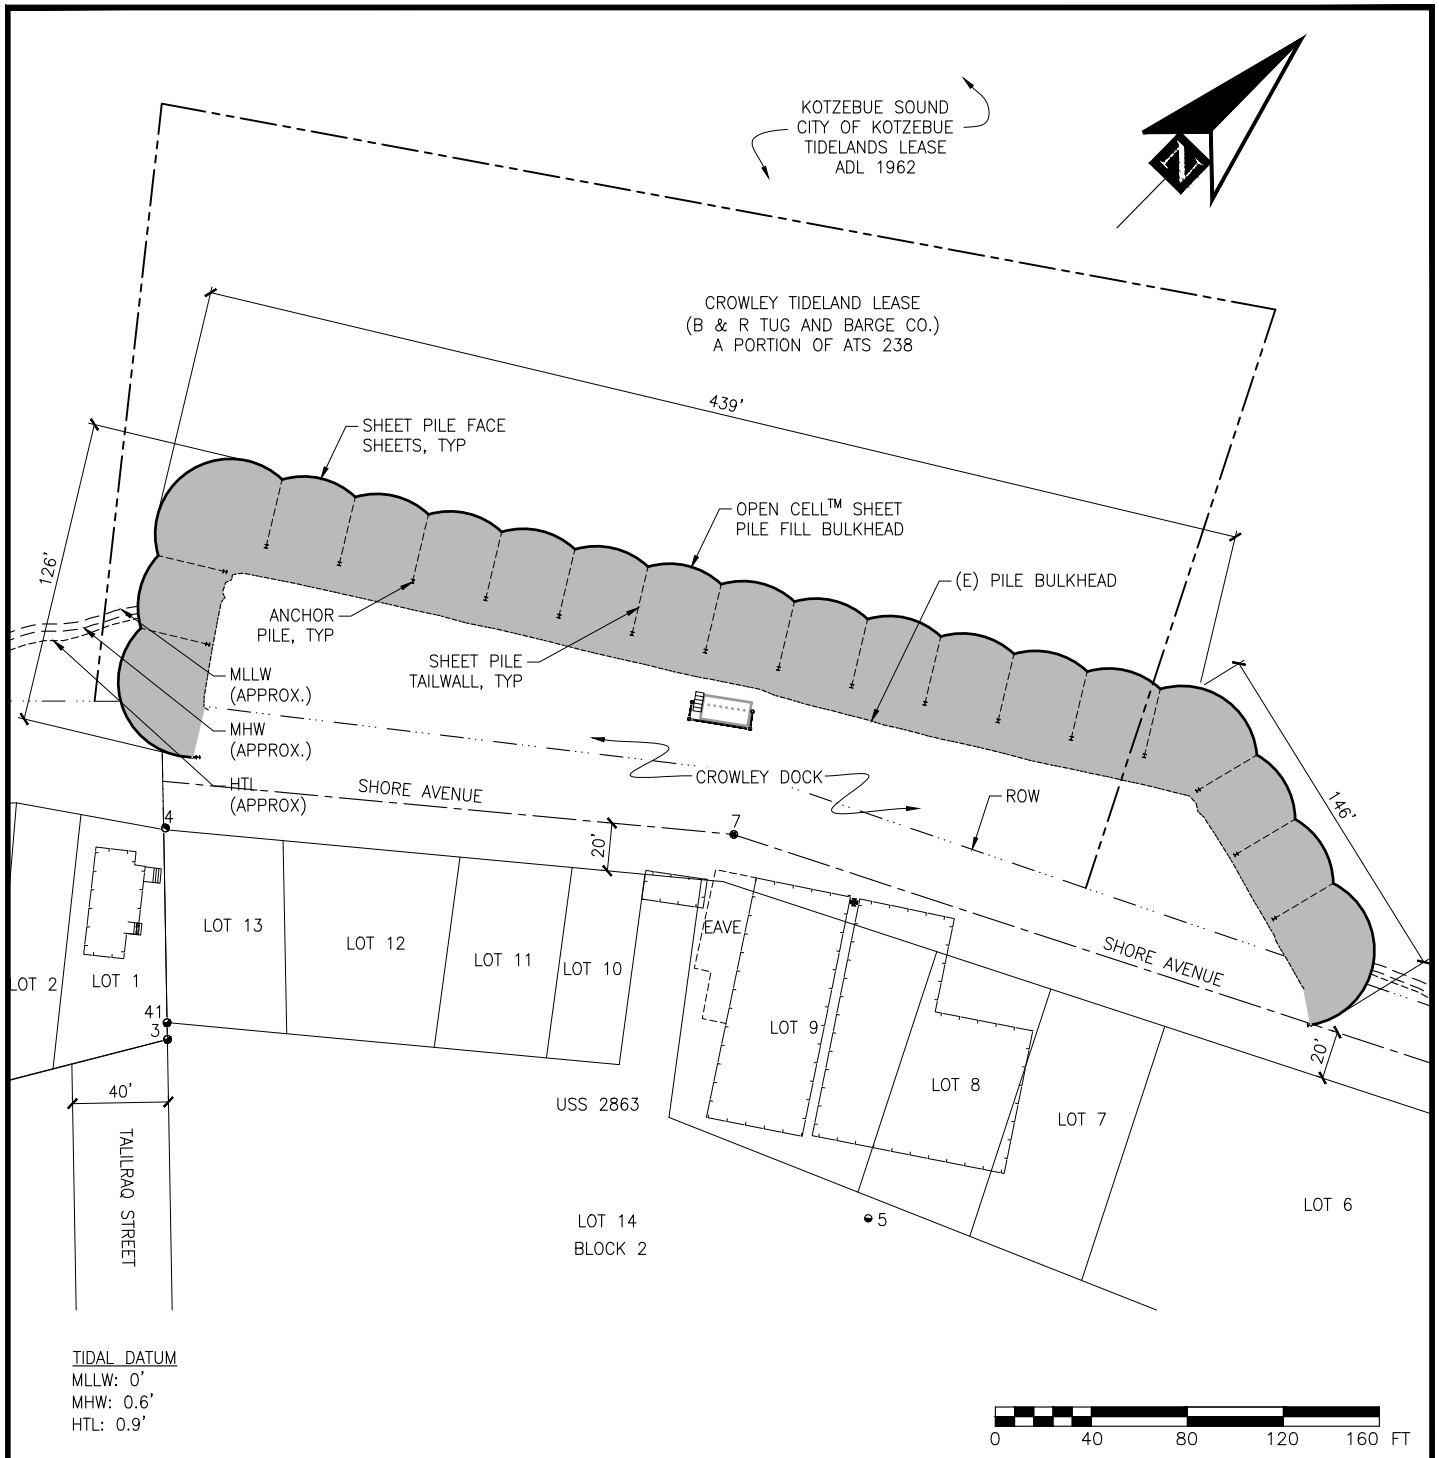 KOTZEBUE SOUND
CITY OF KOTZEBUE
TIDELANDS LEASE
ADL 1962
N
CROWLEY TIDELAND LEASE
(B & R TUG AND BARGE CO.)
A PORTION OF ATS 238
439'
SHEET PILE FACE
SHEETS, TYP
OPEN CELL™ SHEET
PILE FILL BULKHEAD
126'
(E) PILE BULKHEAD
ANCHOR
PILE, TYP
SHEET PILE
TAILWALL, TYP
MLLW
(APPROX.)
MHW
(APPROX.)
HTL
(APPROX)
CROWLEY DOCK
SHORE AVENUE
ROW
146'
4
7
20'
EAVE
SHORE AVENUE
LOT 13
LOT 12
LOT 11
LOT 10
LOT 2
LOT 1
41
3
LOT 9
20'
LOT 8
40'
USS 2863
LOT 7
TALILRAQ STREET
LOT 6
LOT 14
BLOCK 2
5
TIDAL DATUM
MLLW: 0'
MHW: 0.6'
HTL: 0.9'
0 40 80 120 160 FT